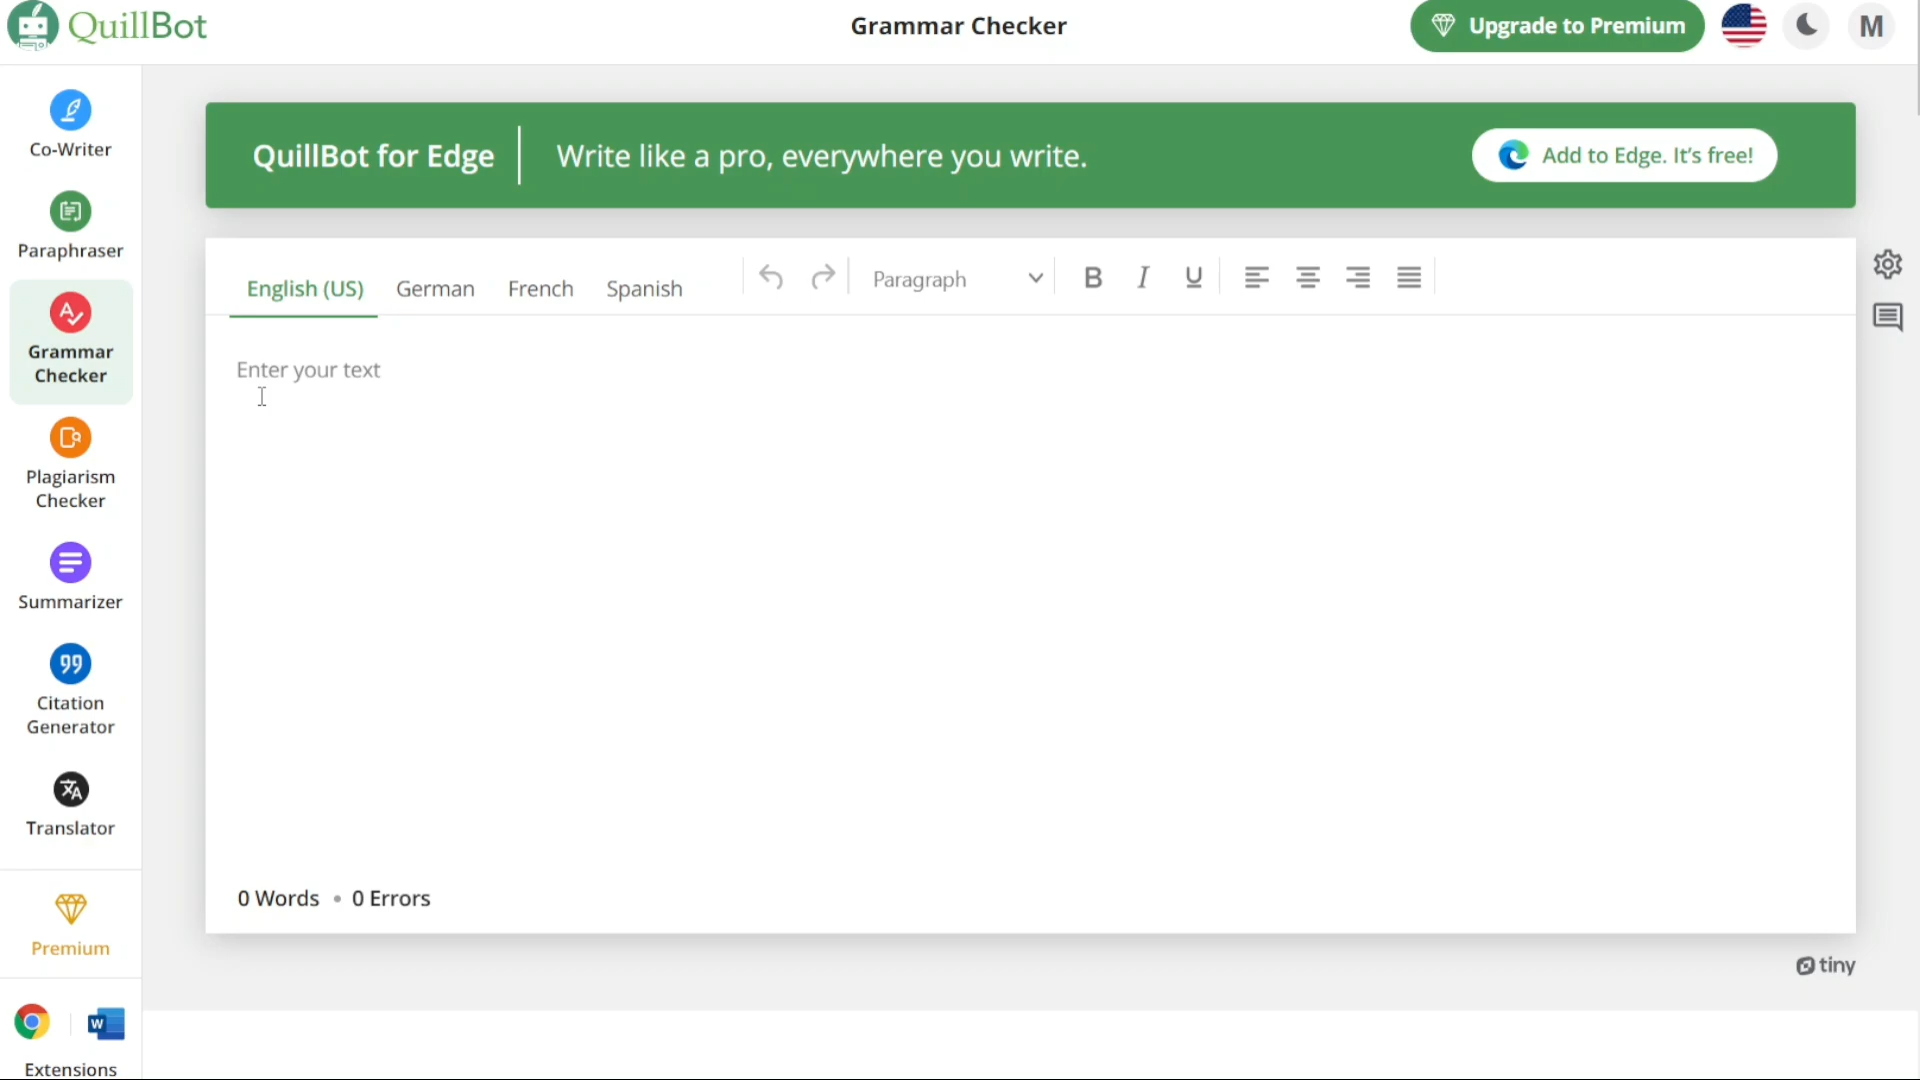 QuillBot
Grammar Checker
Upgrade to Premium
M
Co-Writer
Paraphraser
Grammar
Checker
Plagiarism
Checker
Summarizer
Citation
Generator
Translator
Premium
W
Extensions
QuillBot for Edge
Write like a pro, everywhere you write.
Add to Edge. It's free!
English (US) German French Spanish Paragraph B I U
Enter your text
0 Words • 0 Errors
tiny